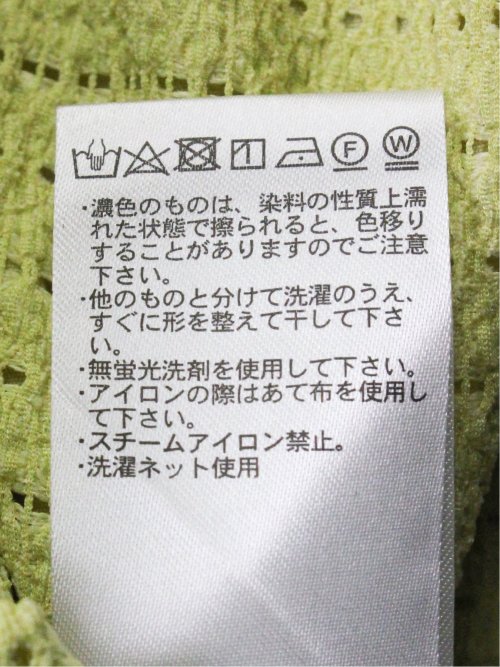 F W
・濃色のものは、染料の性質上濡
れた状態で擦られると、色移り
することがありますのでご注意
下さい。
・他のものと分けて洗濯のうえ、
すぐに形を整えて干して下さ
い。
・無蛍光洗剤を使用して下さい。
・アイロンの際はあて布を使用し
て下さい。
・スチームアイロン禁止。
・洗濯ネット使用